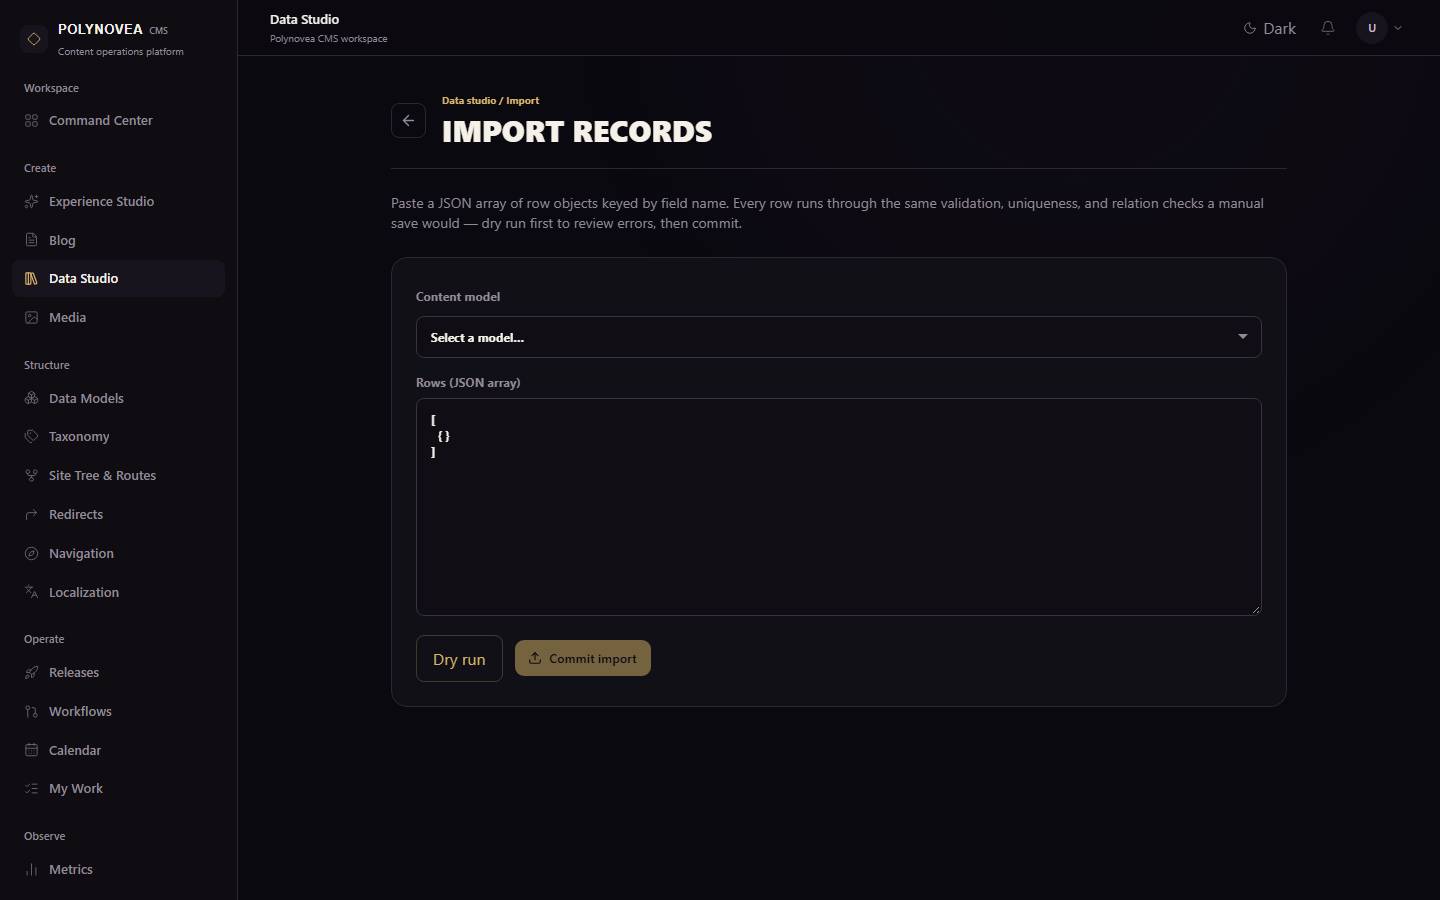 POLYNOVEA CMS
Content operations platform
Workspace
Command Center
Create
Experience Studio
Blog
Data Studio
Media
Structure
Data Models
Taxonomy
Site Tree & Routes
Redirects
Navigation
Localization
Operate
Releases
Workflows
Calendar
My Work
Observe
Metrics
Data Studio
Polynovea CMS workspace
Dark
U
Data studio / Import
IMPORT RECORDS
Paste a JSON array of row objects keyed by field name. Every row runs through the same validation, uniqueness, and relation checks a manual
save would — dry run first to review errors, then commit.
Content model
Select a model...
Rows (JSON array)
[
{}
]
Dry run
Commit import